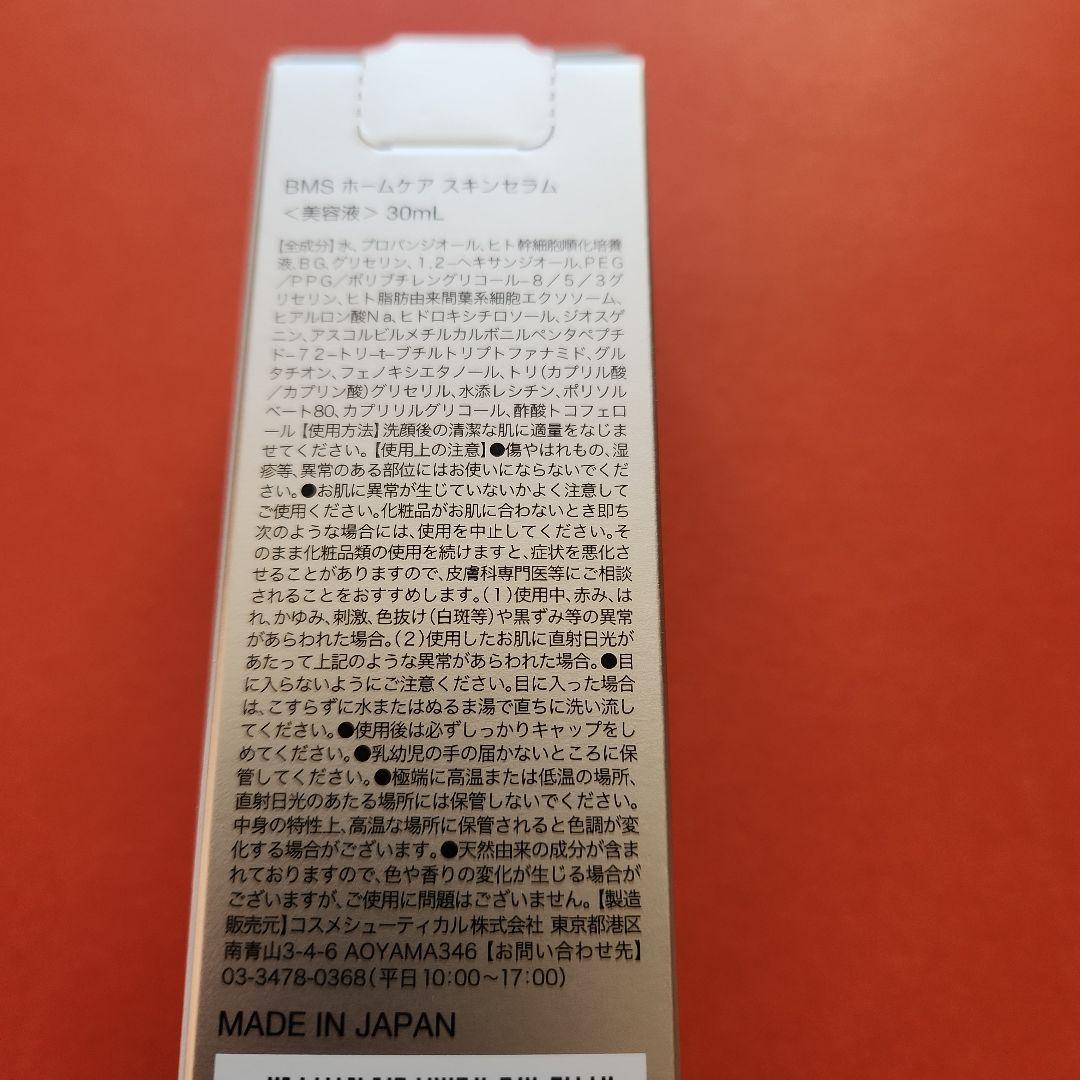 BMS ホームケア スキンセラム
＜美容液＞ 30mL
【全成分】水、プロパンジオール、ヒト幹細胞順化培養
液、BG、グリセリン、1,2−ヘキサンジオール、PEG
／PPG／ポリブチレングリコール−8／5／3グ
リセリン、ヒト脂肪由来間葉系細胞エクソソーム、
ヒアルロン酸Na、ヒドロキシチロソール、ジオスゲ
ニン、アスコルビルメチルカルボニルペンタペプチ
ド−72−トリ−t−ブチルトリプトファナミド、グル
タチオン、フェノキシエタノール、トリ（カプリル酸
／カプリン酸）グリセリル、水添レシチン、ポリソル
ベート80、カプリリルグリコール、酢酸トコフェロ
ール【使用方法】洗顔後の清潔な肌に適量をなじま
せてください。【使用上の注意】●傷やはれもの、湿
疹等、異常のある部位にはお使いにならないでくだ
さい。●お肌に異常が生じていないかよく注意して
ご使用ください。化粧品がお肌に合わないとき即ち
次のような場合には、使用を中止してください。そ
のまま化粧品類の使用を続けますと、症状を悪化さ
せることがありますので、皮膚科専門医等にご相談
されることをおすすめします。（1）使用中、赤み、は
れ、かゆみ、刺激、色抜け（白斑等）や黒ずみ等の異常
があらわれた場合。（2）使用したお肌に直射日光が
あたって上記のような異常があらわれた場合。●目
に入らないようにご注意ください。目に入った場合
は、こすらずに水またはぬるま湯で直ちに洗い流し
てください。●使用後は必ずしっかりキャップをし
めてください。●乳幼児の手の届かないところに保
管してください。●極端に高温または低温の場所、
直射日光のあたる場所には保管しないでください。
中身の特性上、高温な場所に保管されると色調が変
化する場合がございます。●天然由来の成分が含ま
れておりますので、色や香りの変化が生じる場合が
ございますが、ご使用に問題はございません。【製造
販売元】コスメシューティカル株式会社 東京都港区
南青山3-4-6 AOYAMA346【お問い合わせ先】
03-3478-0368（平日10:00〜17:00）
MADE IN JAPAN